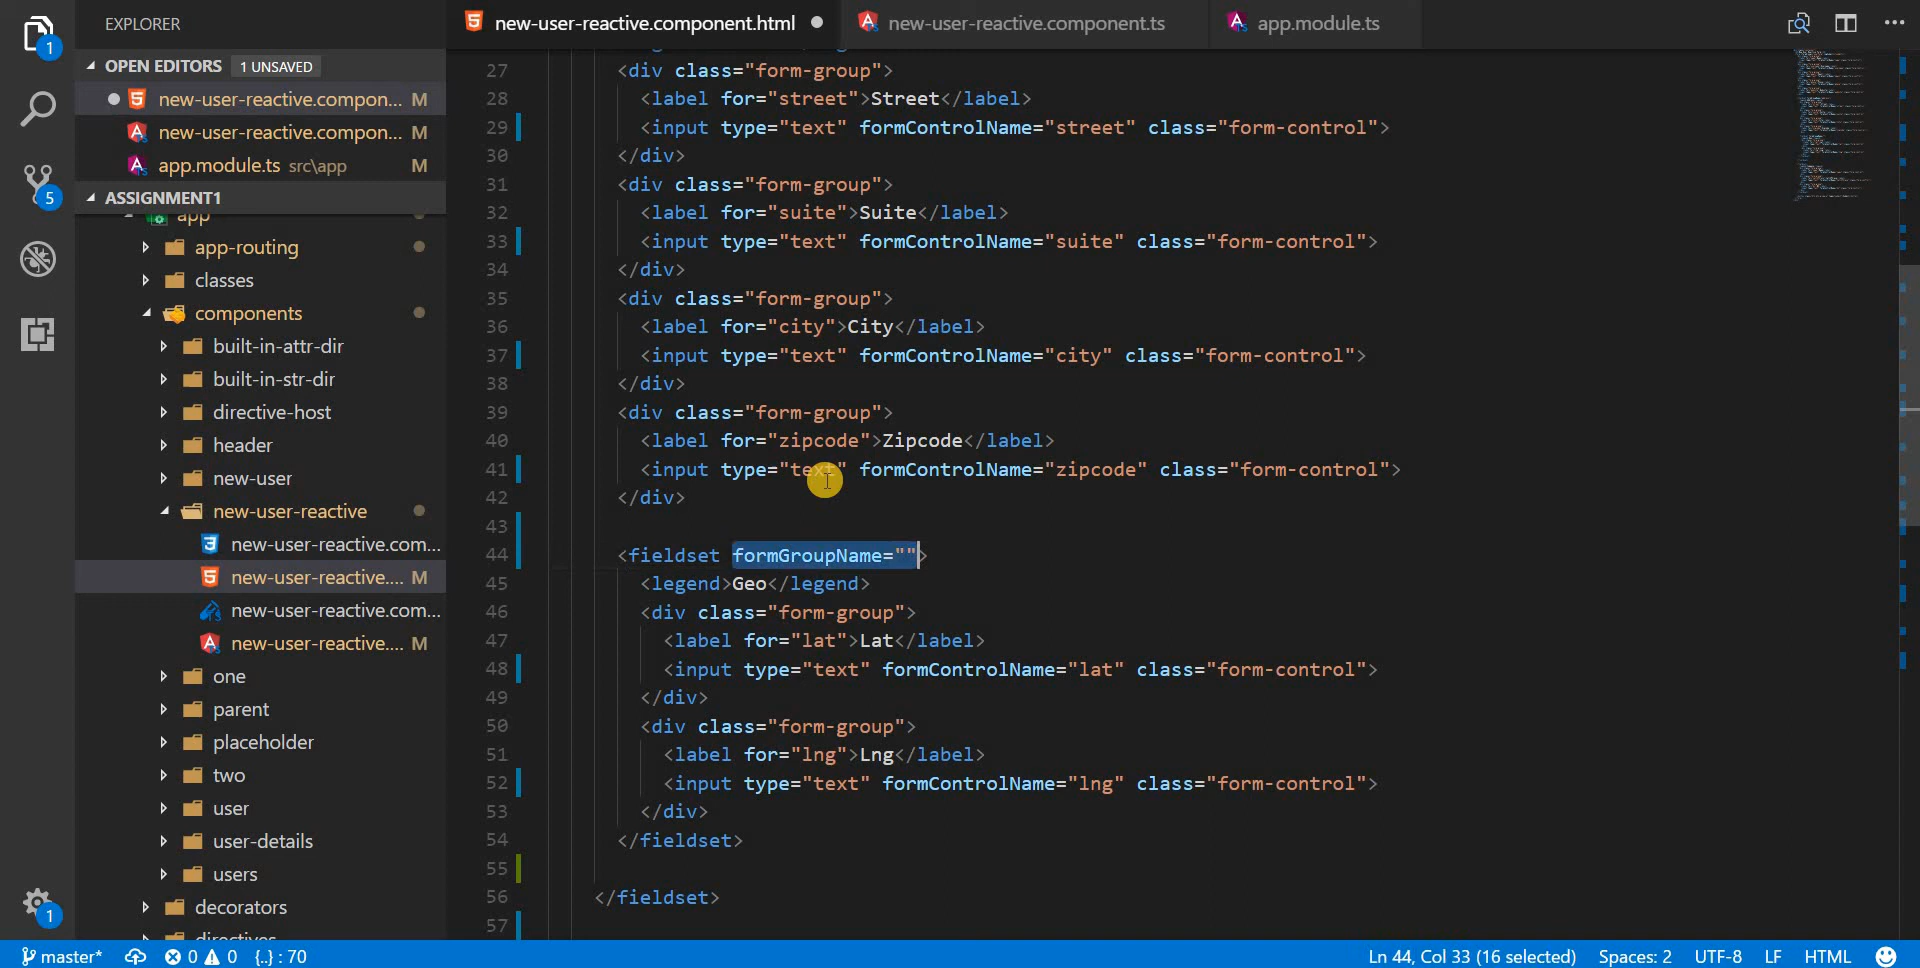 EXPLORER
new-user-reactive.component.html
new-user-reactive.component.ts
app.module.ts
1
OPEN EDITORS 1 UNSAVED
new-user-reactive.compon... M
new-user-reactive.compon... M
app.module.ts src\app M
5
ASSIGNMENT1
app
app-routing
classes
components
built-in-attr-dir
built-in-str-dir
directive-host
header
new-user
new-user-reactive
new-user-reactive.com...
new-user-reactive.... M
new-user-reactive.com...
new-user-reactive.... M
one
parent
placeholder
two
user
user-details
users
decorators
directives
1
27 <div class="form-group">
28 <label for="street">Street</label>
29 <input type="text" formControlName="street" class="form-control">
30 </div>
31 <div class="form-group">
32 <label for="suite">Suite</label>
33 <input type="text" formControlName="suite" class="form-control">
34 </div>
35 <div class="form-group">
36 <label for="city">City</label>
37 <input type="text" formControlName="city" class="form-control">
38 </div>
39 <div class="form-group">
40 <label for="zipcode">Zipcode</label>
41 <input type="text" formControlName="zipcode" class="form-control">
42 </div>
43
44 <fieldset formGroupName="">
45 <legend>Geo</legend>
46 <div class="form-group">
47 <label for="lat">Lat</label>
48 <input type="text" formControlName="lat" class="form-control">
49 </div>
50 <div class="form-group">
51 <label for="lng">Lng</label>
52 <input type="text" formControlName="lng" class="form-control">
53 </div>
54 </fieldset>
55
56 </fieldset>
57
master* 0 0 {..} : 70 Ln 44, Col 33 (16 selected) Spaces: 2 UTF-8 LF HTML